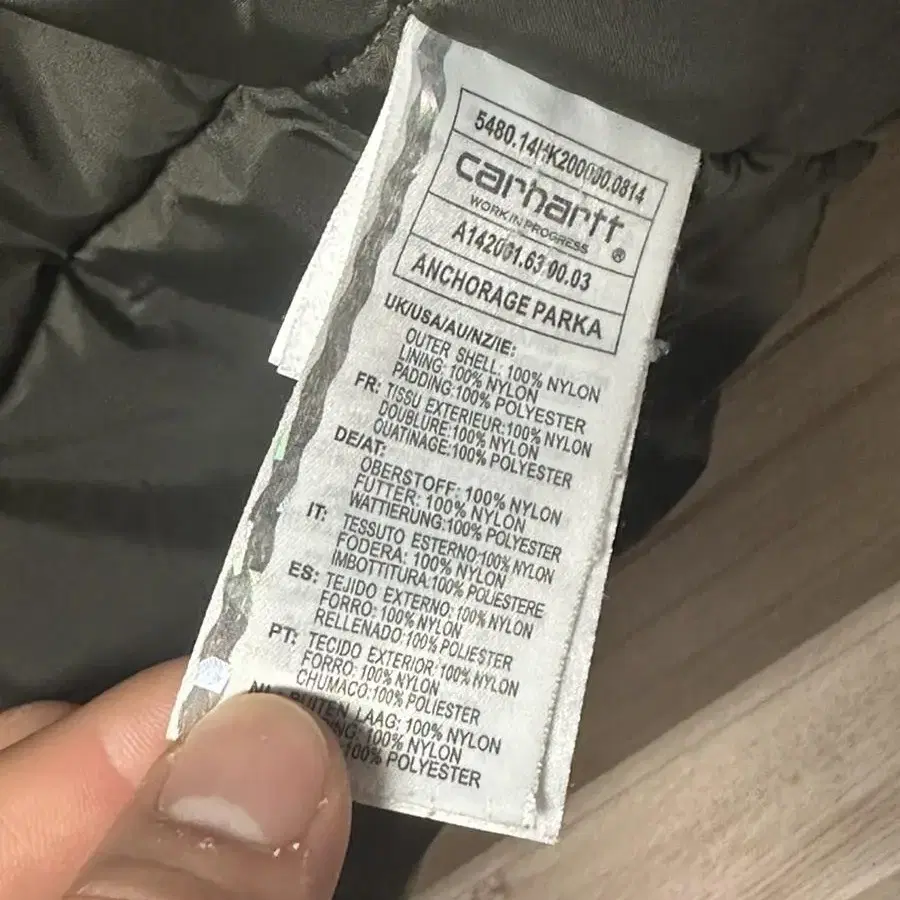 5480.14HK200000.0814
carhartt®
WORK IN PROGRESS
A142001.63.00.03
ANCHORAGE PARKA
UK/USA/AU/NZ/IE:
OUTER SHELL: 100% NYLON
LINING: 100% NYLON
PADDING:100% POLYESTER
FR: TISSU EXTERIEUR:100% NYLON
DOUBLURE:100% NYLON
OUATINAGE:100% POLYESTER
DE/AT:
OBERSTOFF: 100% NYLON
FUTTER: 100% NYLON
WATTIERUNG:100% POLYESTER
IT: TESSUTO ESTERNO:100% NYLON
FODERA: 100% NYLON
IMBOTTITURA:100% POLIESTERE
ES: TEJIDO EXTERNO:100% NYLON
FORRO: 100% NYLON
RELLENADO:100% POLIESTER
PT: TECIDO EXTERIOR:100% NYLON
FORRO: 100% NYLON
CHUMACO:100% POLIESTER
BUITEN LAAG: 100% NYLON
100% NYLON
100% POLYESTER